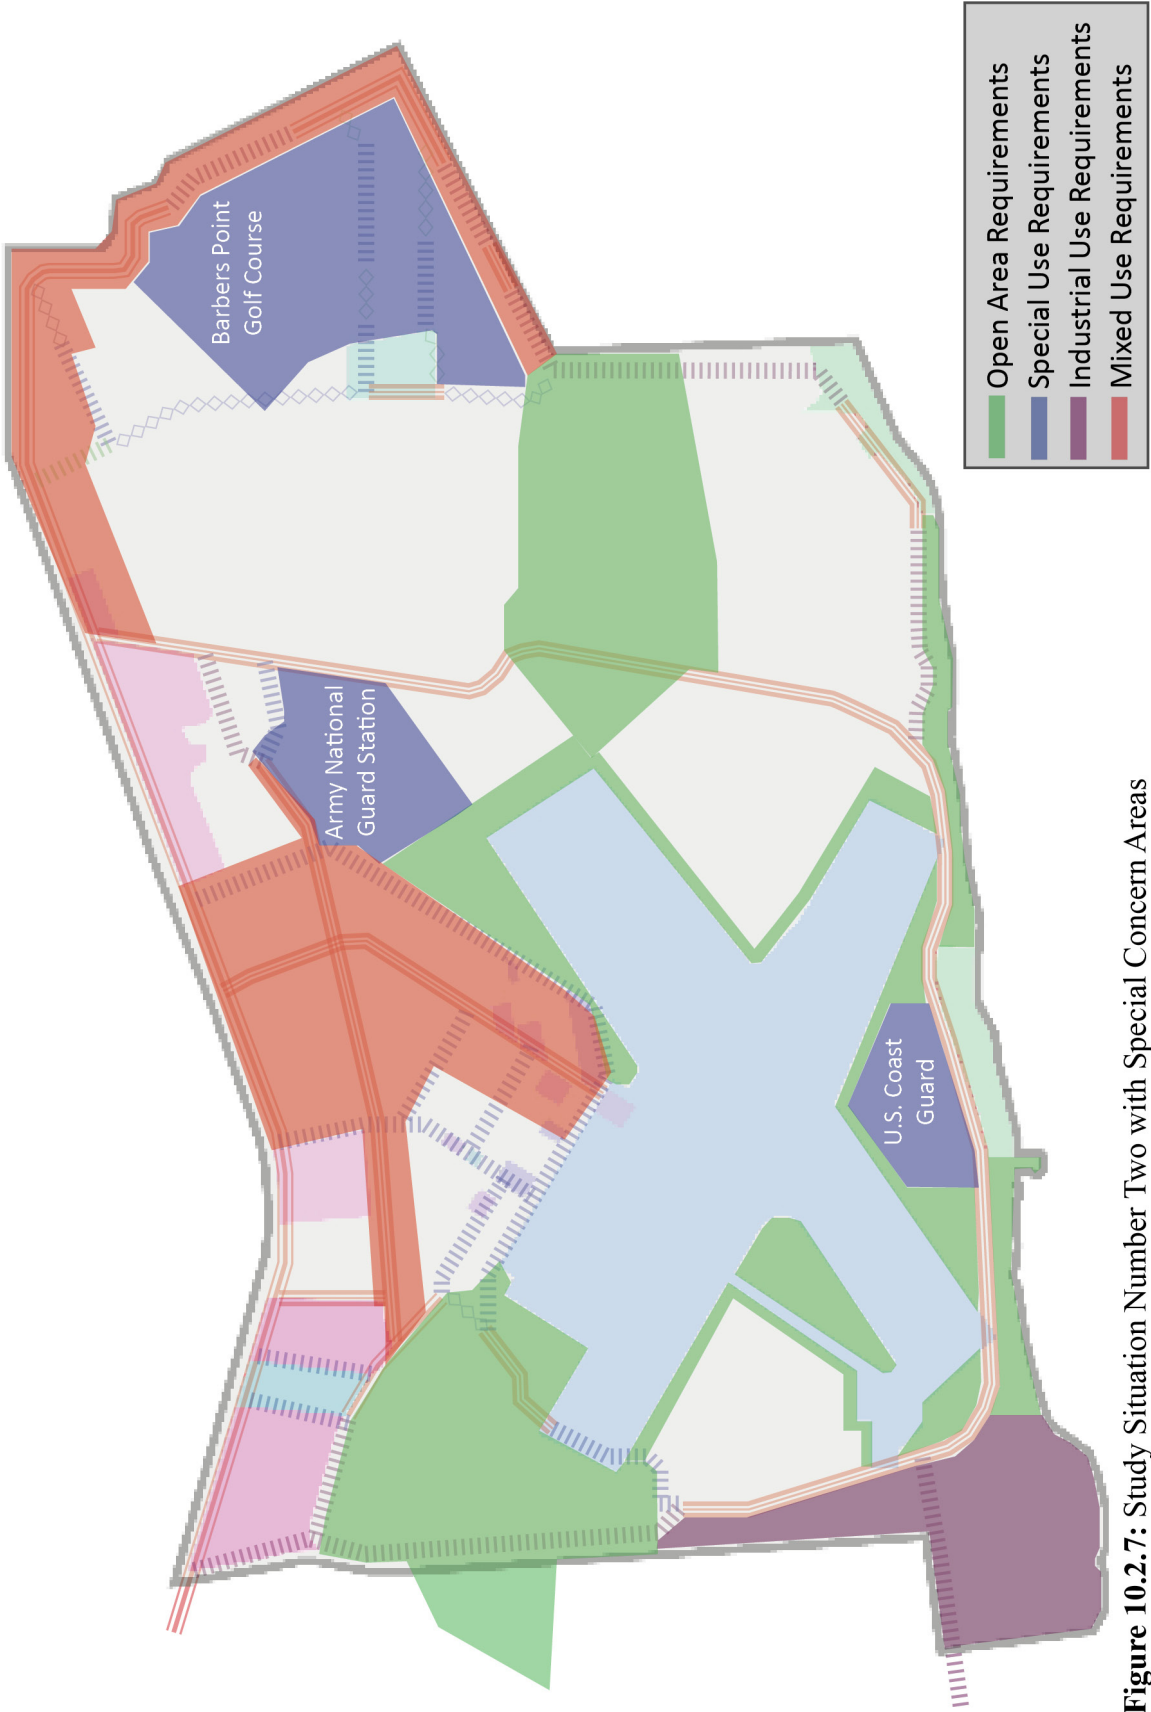 Barbers Point
Golf Course
Army National
Guard Station
U.S. Coast
Guard
Open Area Requirements
Special Use Requirements
Industrial Use Requirements
Mixed Use Requirements
Figure 10.2.7: Study Situation Number Two with Special Concern Areas